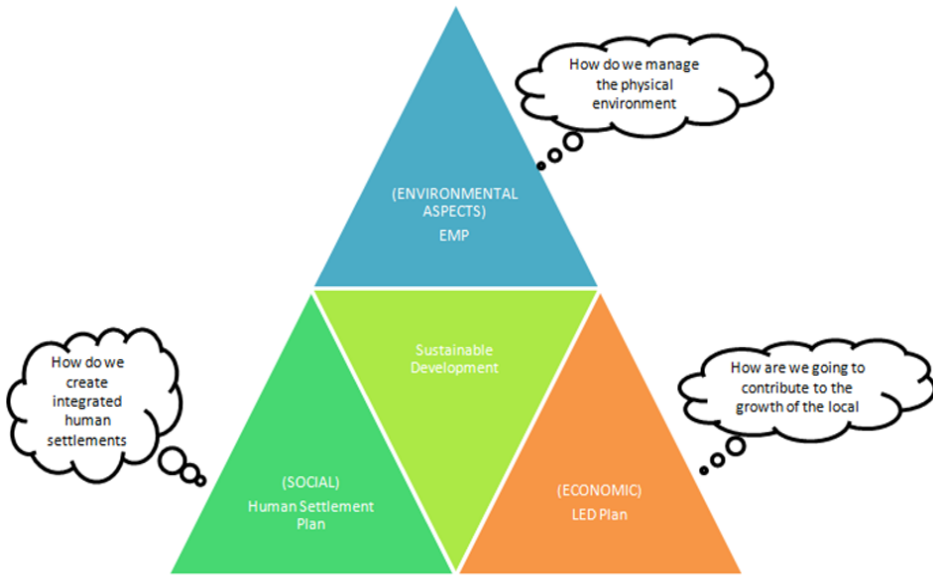 How do we manage
the physical
environment
(ENVIRONMENTAL
ASPECTS)
EMP
How do we
create
integrated
human
settlements
Sustainable
Development
How are we going to
contribute to the
growth of the local
(SOCIAL)
Human Settlement
Plan
(ECONOMIC)
LED Plan